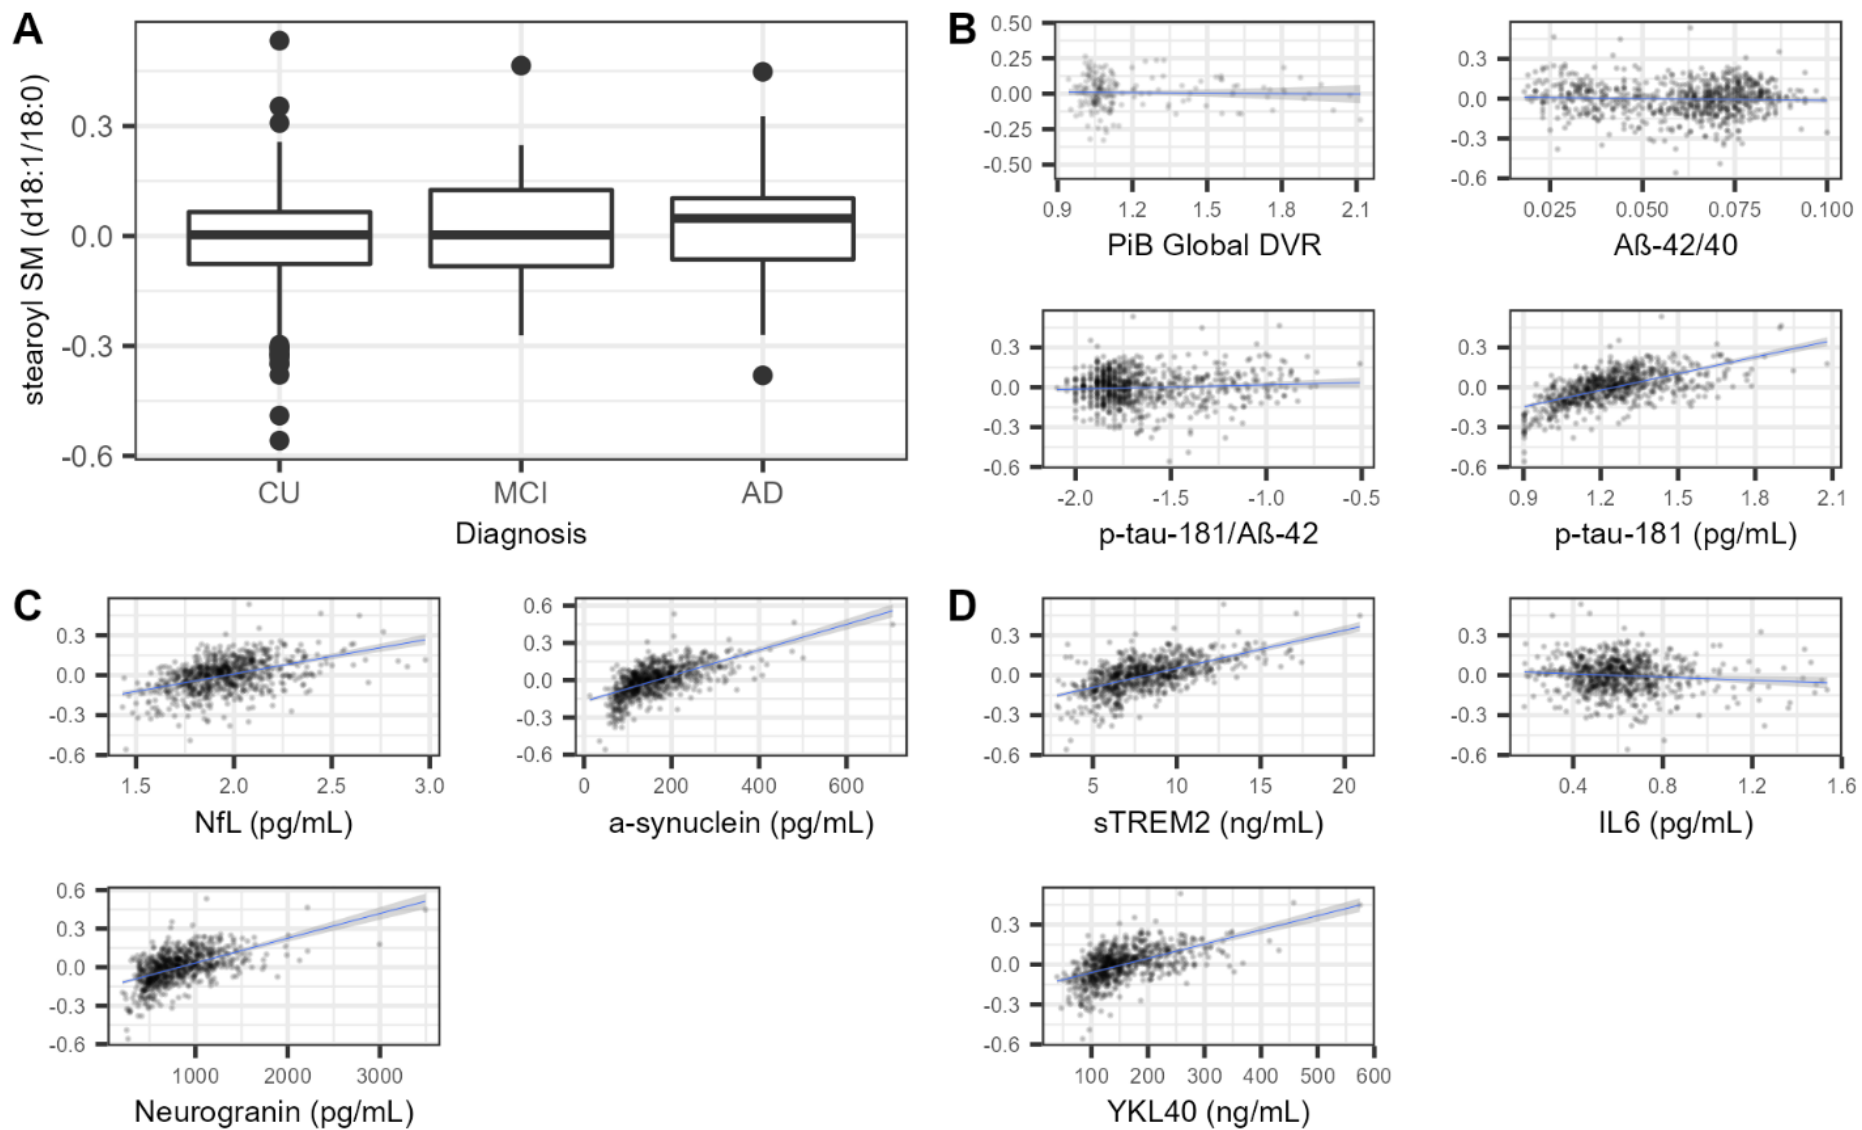 A
stearoyl SM (d18:1/18:0)
0.3
0.0
-0.3
-0.6
CU MCI AD
Diagnosis
B
0.50
0.25
0.00
-0.25
-0.50
0.9 1.2 1.5 1.8 2.1
PiB Global DVR
0.3
0.0
-0.3
-0.6
0.025 0.050 0.075 0.100
Aß-42/40
0.3
0.0
-0.3
-0.6
-2.0 -1.5 -1.0 -0.5
p-tau-181/Aß-42
0.3
0.0
-0.3
-0.6
0.9 1.2 1.5 1.8 2.1
p-tau-181 (pg/mL)
C
0.3
0.0
-0.3
-0.6
1.5 2.0 2.5 3.0
NfL (pg/mL)
0.6
0.3
0.0
-0.3
-0.6
0 200 400 600
a-synuclein (pg/mL)
0.6
0.3
0.0
-0.3
-0.6
1000 2000 3000
Neurogranin (pg/mL)
D
0.3
0.0
-0.3
-0.6
5 10 15 20
sTREM2 (ng/mL)
0.3
0.0
-0.3
-0.6
0.4 0.8 1.2 1.6
IL6 (pg/mL)
0.3
0.0
-0.3
-0.6
100 200 300 400 500 600
YKL40 (ng/mL)